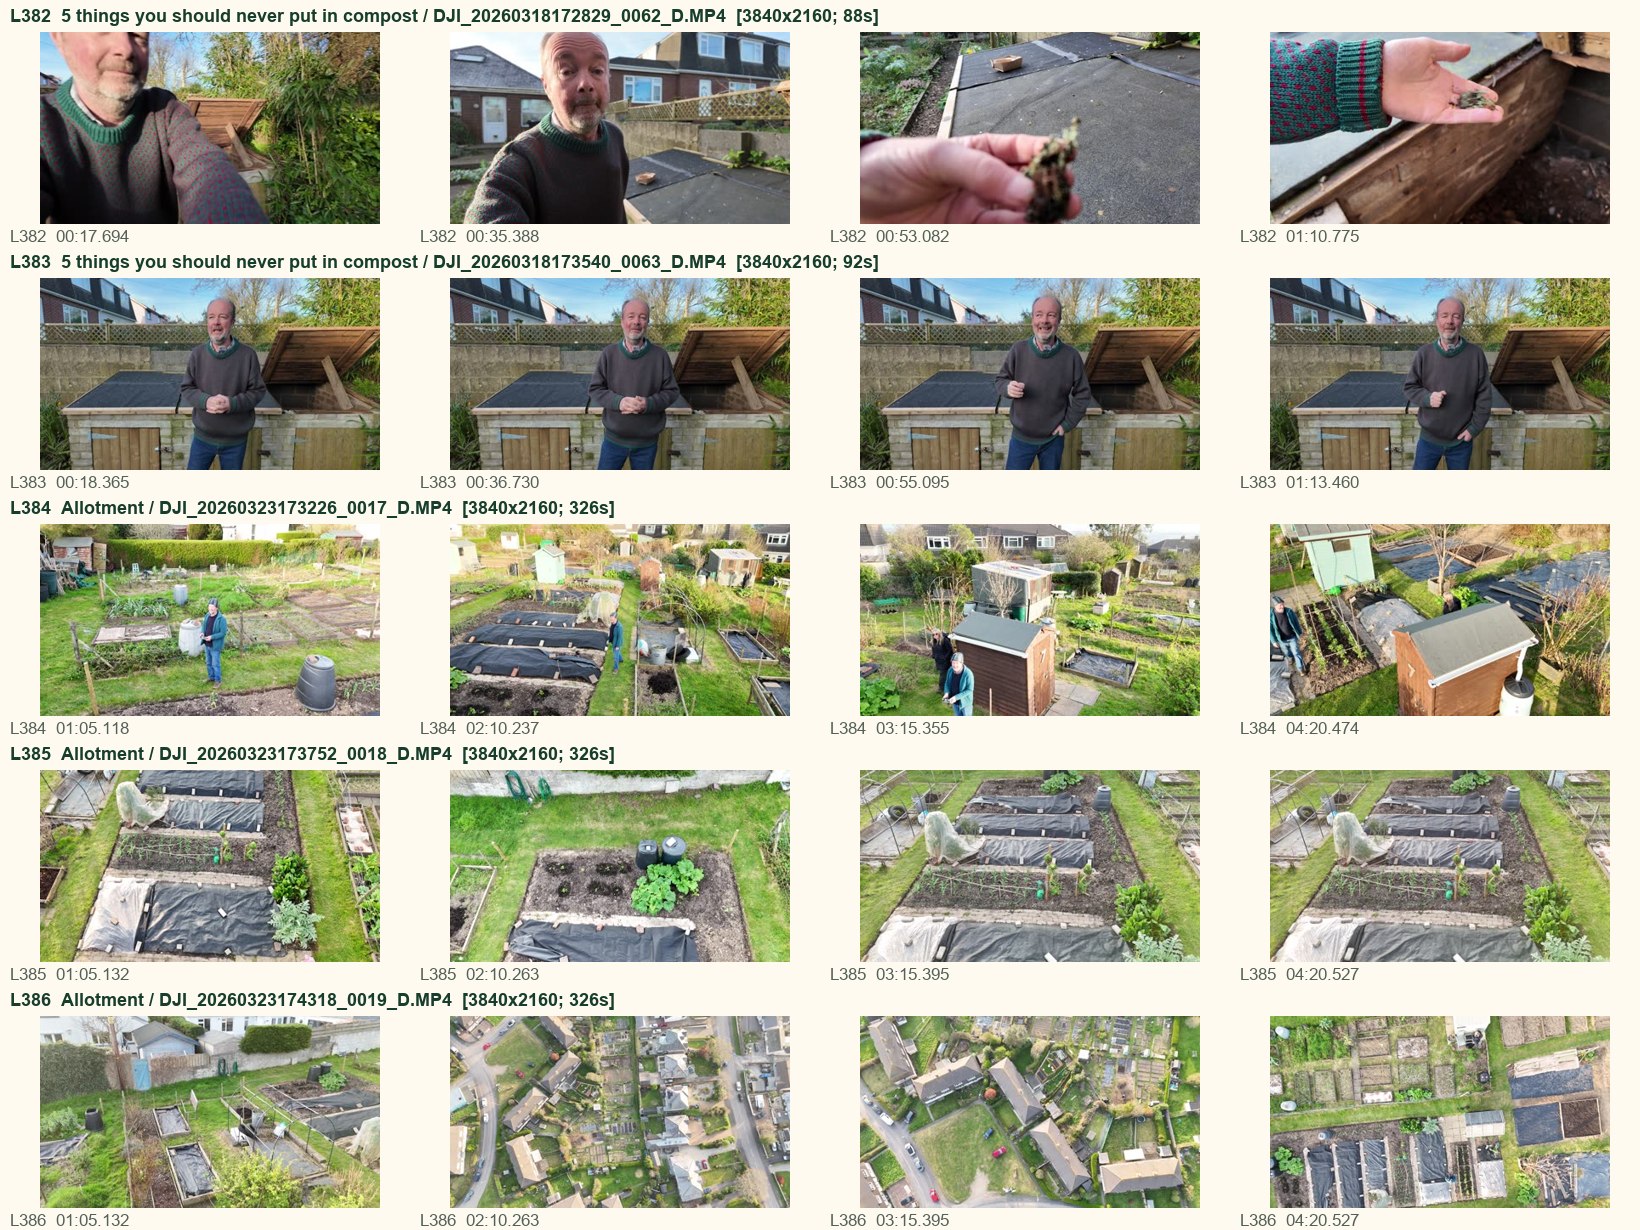 L382 5 things you should never put in compost / DJI_20260318172829_0062_D.MP4 [3840x2160; 88s]
L382 00:17.694 L382 00:35.388 L382 00:53.082 L382 01:10.775
L383 5 things you should never put in compost / DJI_20260318173540_0063_D.MP4 [3840x2160; 92s]
L383 00:18.365 L383 00:36.730 L383 00:55.095 L383 01:13.460
L384 Allotment / DJI_20260323173226_0017_D.MP4 [3840x2160; 326s]
L384 01:05.118 L384 02:10.237 L384 03:15.355 L384 04:20.474
L385 Allotment / DJI_20260323173752_0018_D.MP4 [3840x2160; 326s]
L385 01:05.132 L385 02:10.263 L385 03:15.395 L385 04:20.527
L386 Allotment / DJI_20260323174318_0019_D.MP4 [3840x2160; 326s]
L386 01:05.132 L386 02:10.263 L386 03:15.395 L386 04:20.527